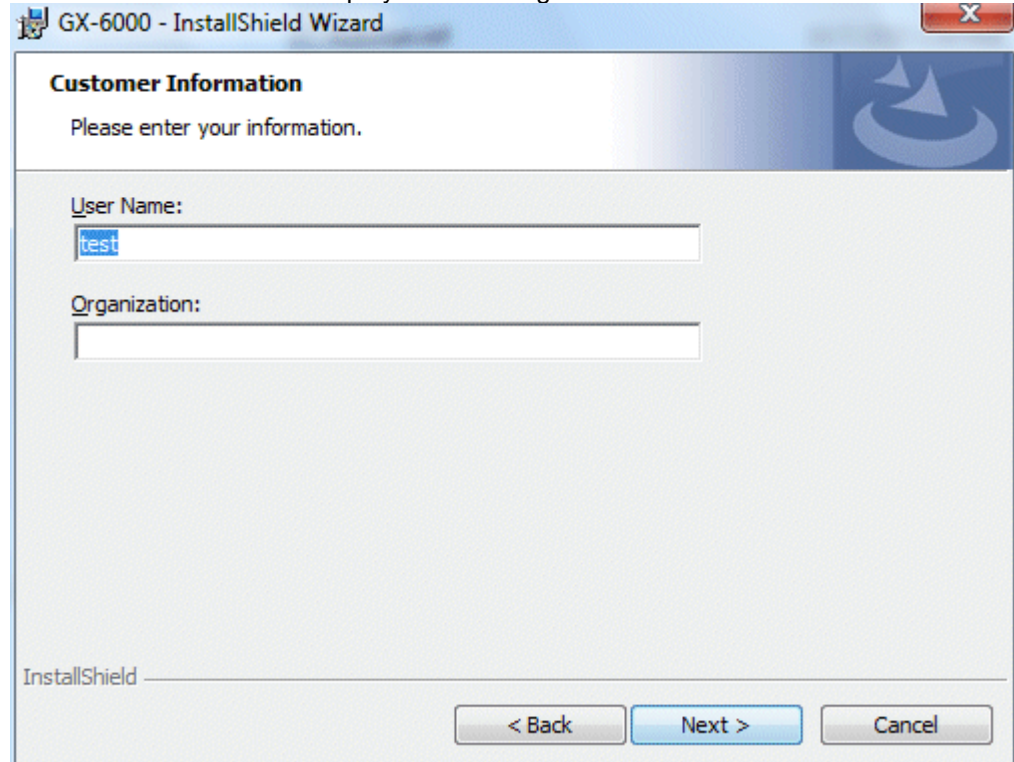 GX-6000 - InstallShield Wizard
Customer Information
Please enter your information.
User Name:
test
Organization:
InstallShield
< Back Next > Cancel